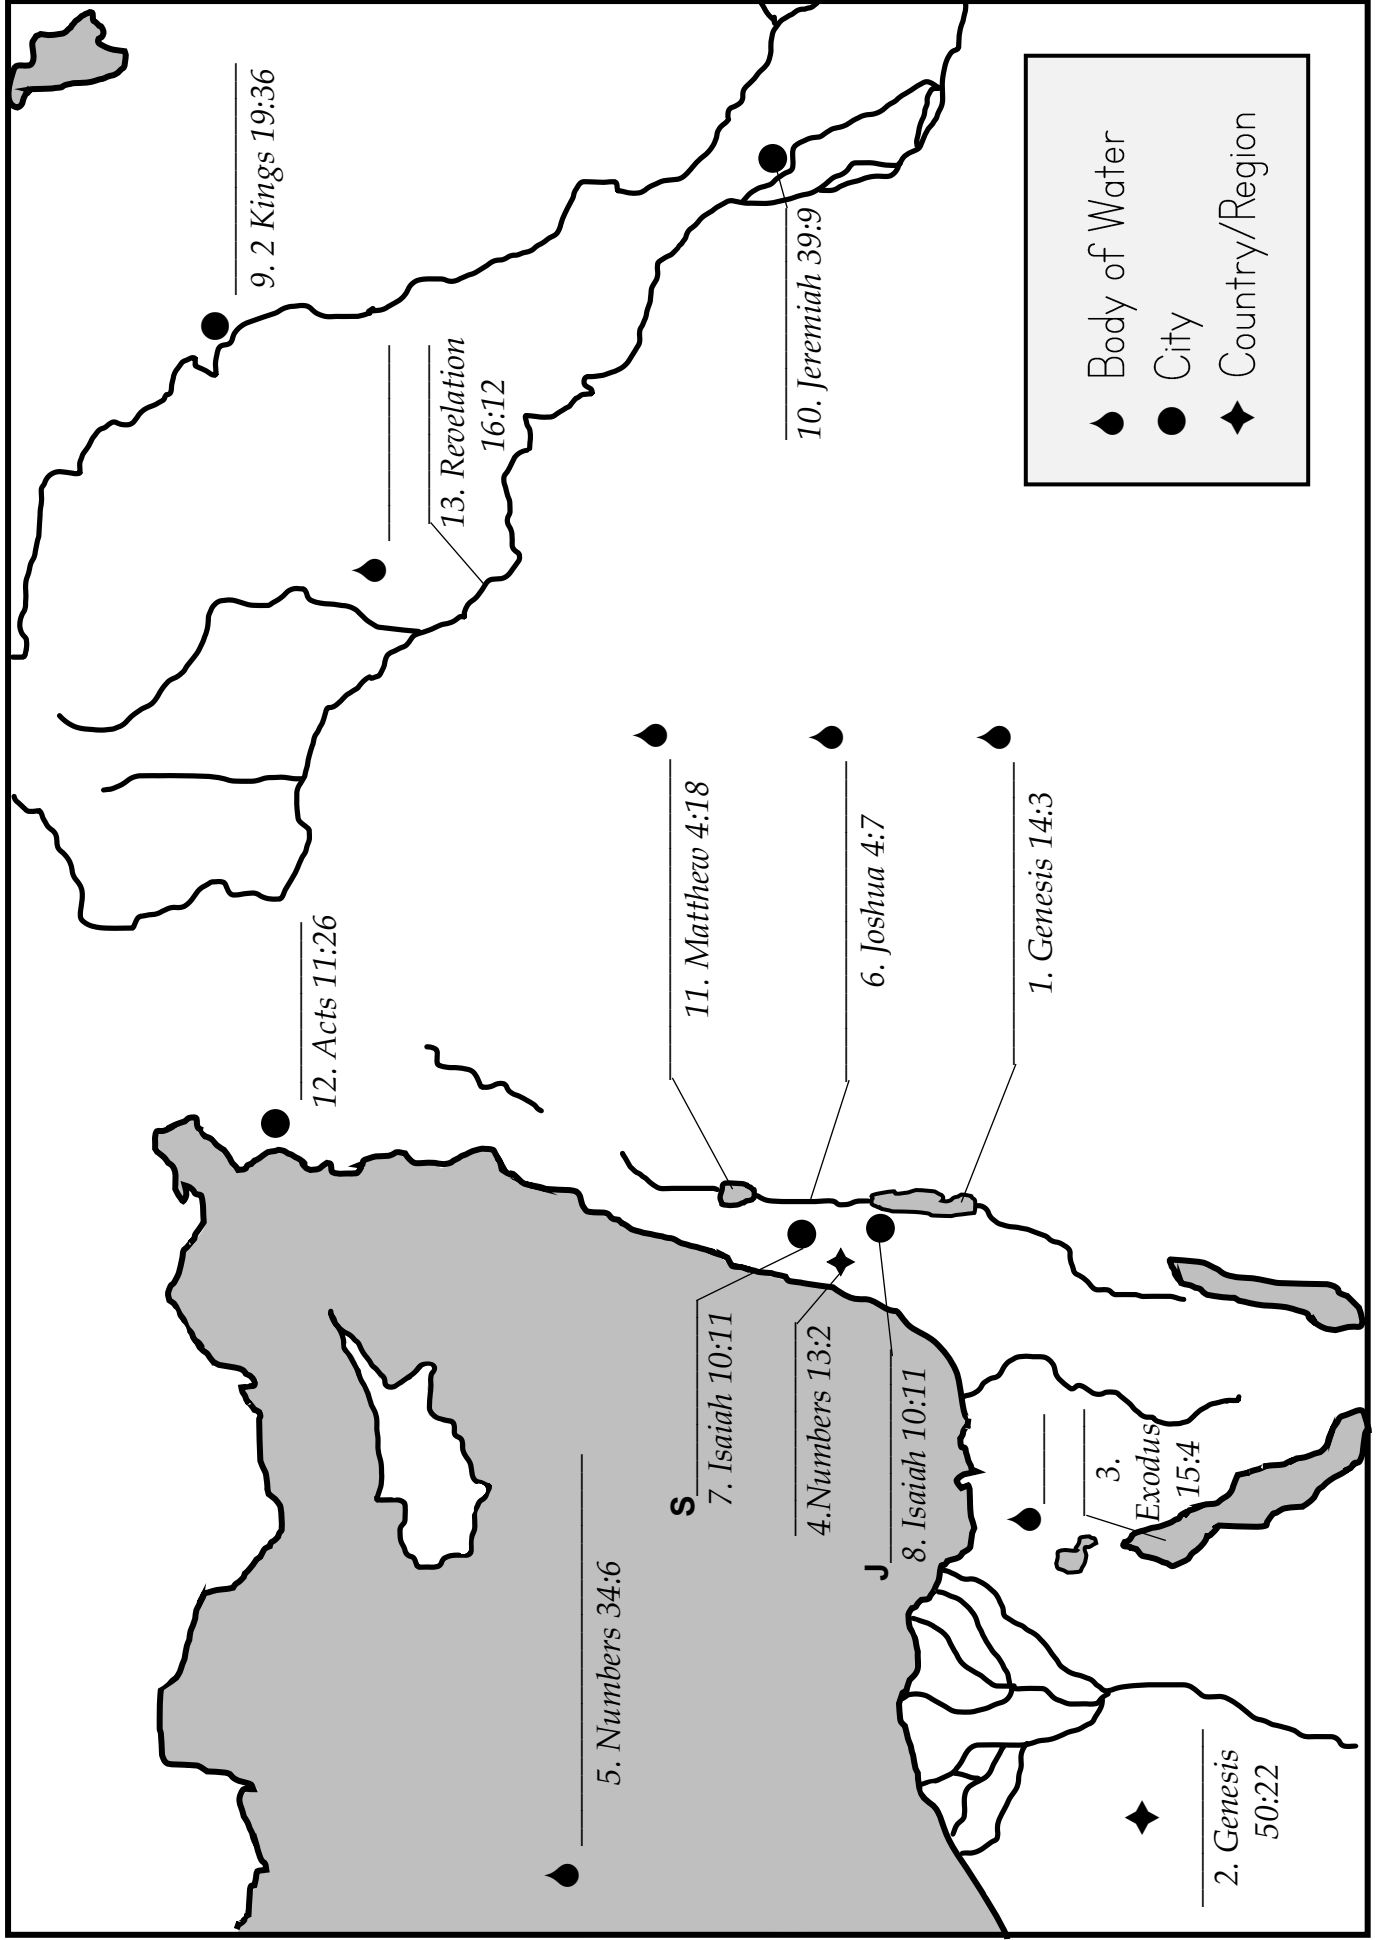 9. 2 Kings 19:36
13. Revelation
16:12
10. Jeremiah 39:9
12. Acts 11:26
11. Matthew 4:18
6. Joshua 4:7
1. Genesis 14:3
5. Numbers 34:6
S
7. Isaiah 10:11
4.Numbers 13:2
J
8. Isaiah 10:11
3.
Exodus
15:4
2. Genesis
50:22
Body of Water
City
Country/Region